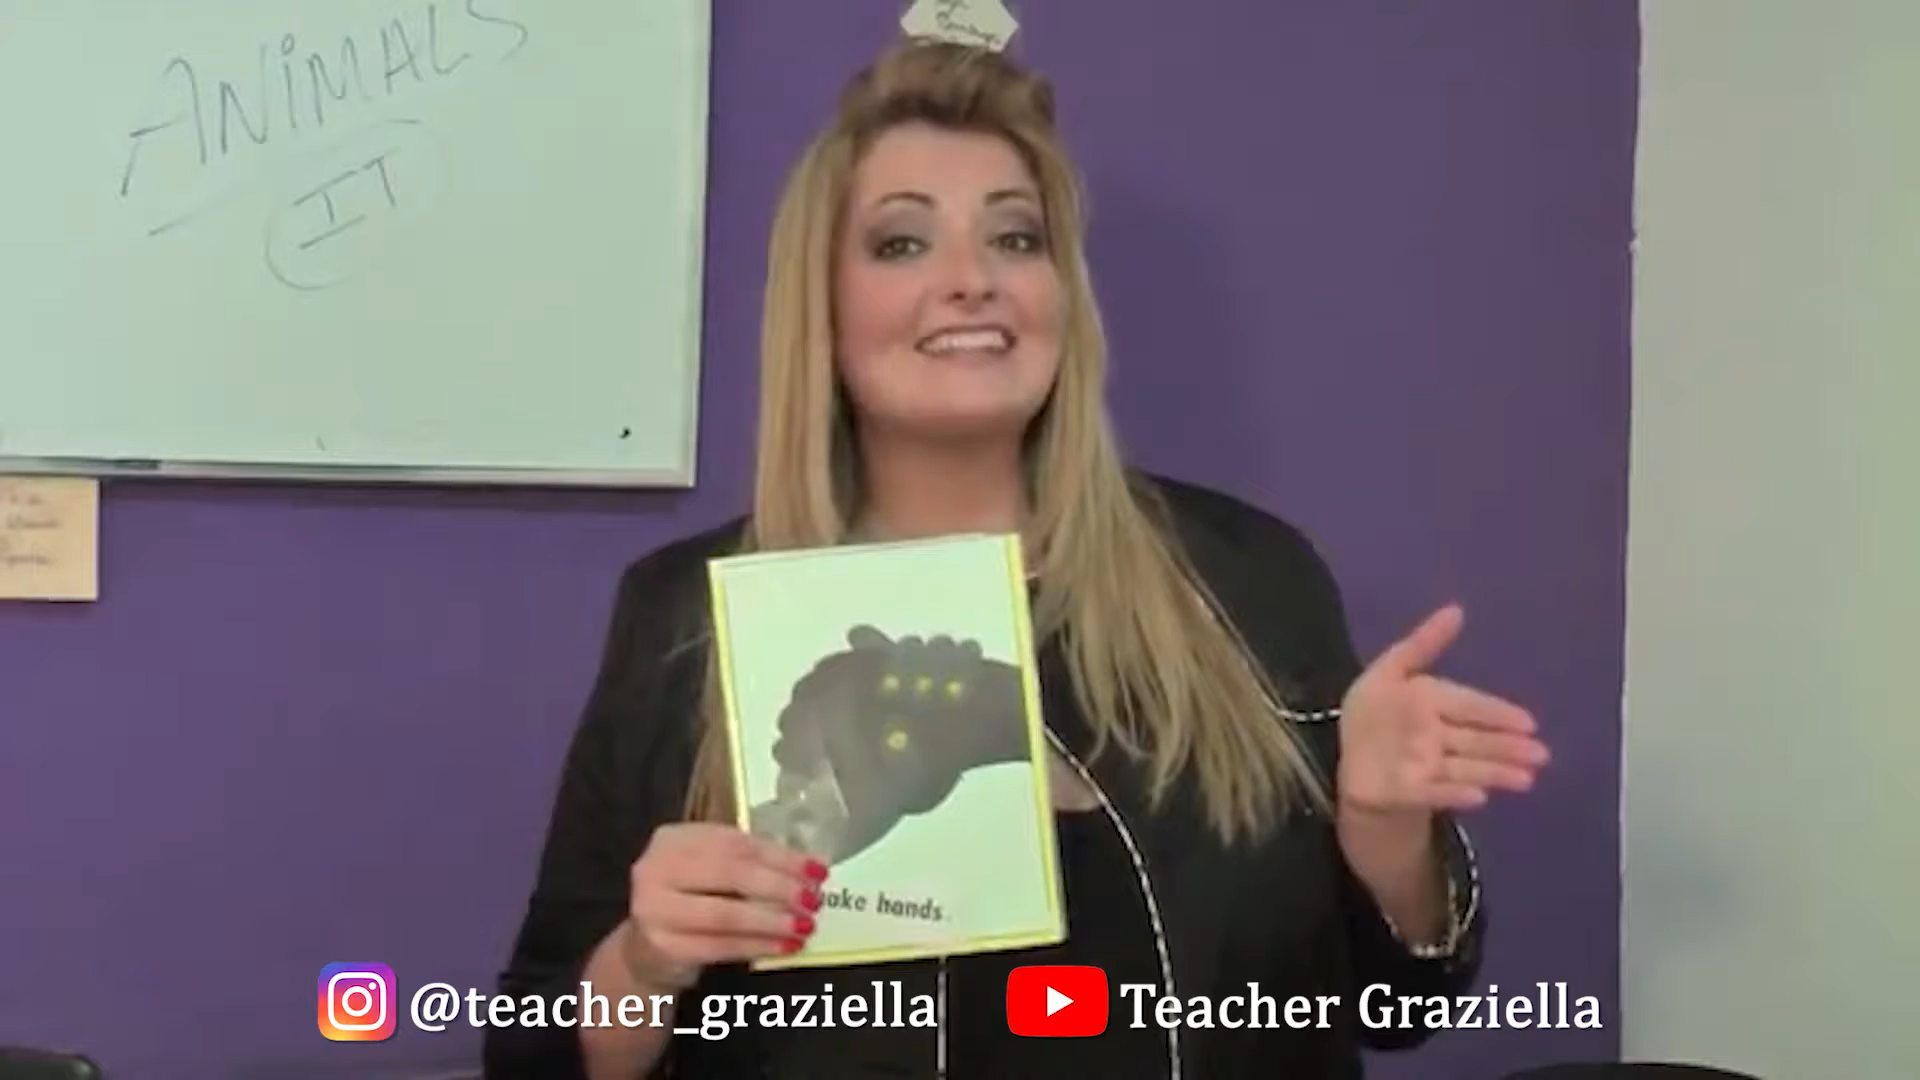 ANIMALS
IT
hake hands.
@teacher_graziella
Teacher Graziella